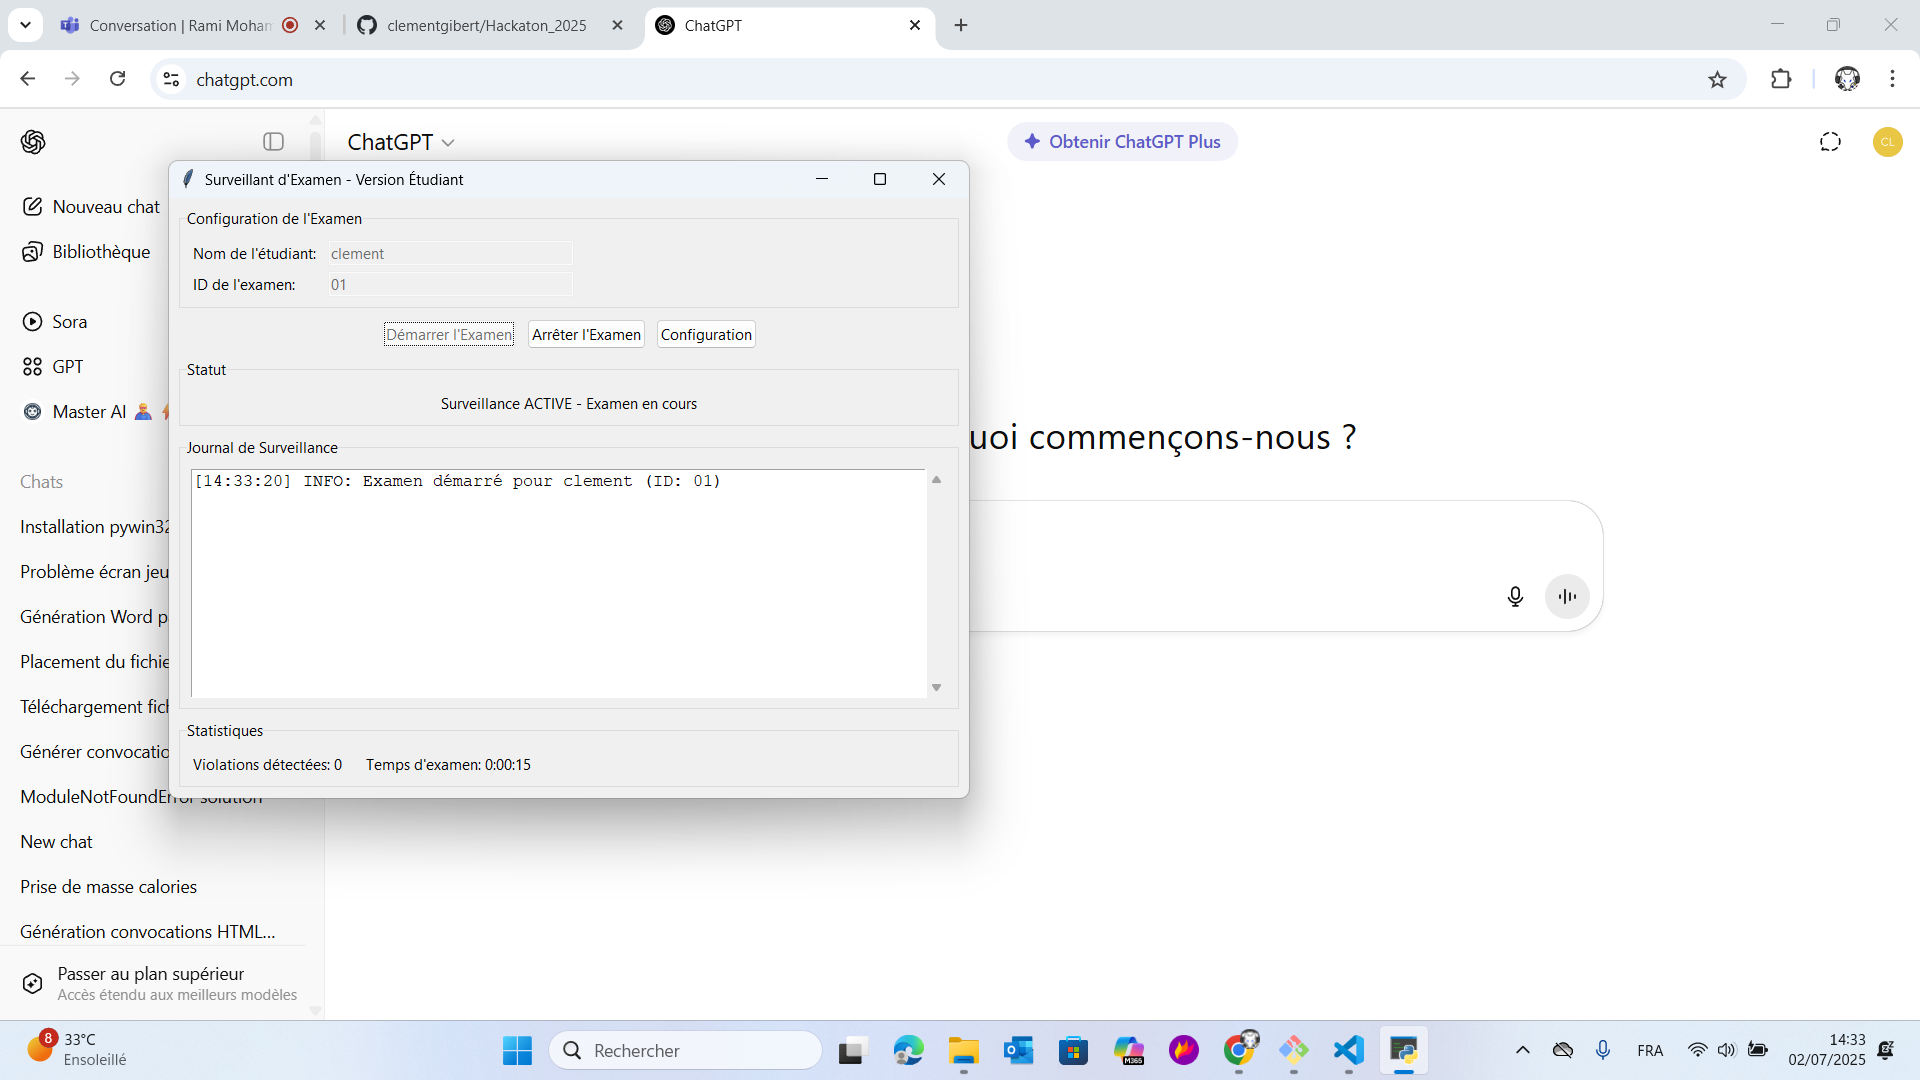 Conversation | Rami Moham
clementgibert/Hackaton_2025
ChatGPT
chatgpt.com
ChatGPT
Obtenir ChatGPT Plus
CL
Nouveau chat
Bibliothèque
Sora
GPT
Master AI
Chats
Installation pywin32
Problème écran jeu
Génération Word p
Placement du fichie
Téléchargement fich
Générer convocatio
ModuleNotFoundError solution
New chat
Prise de masse calories
Génération convocations HTML...
Passer au plan supérieur
Accès étendu aux meilleurs modèles
Surveillant d'Examen - Version Étudiant
Configuration de l'Examen
Nom de l'étudiant: clement
ID de l'examen: 01
Démarrer l'Examen Arrêter l'Examen Configuration
Statut
Surveillance ACTIVE - Examen en cours
Journal de Surveillance
[14:33:20] INFO: Examen démarré pour clement (ID: 01)
Statistiques
Violations détectées: 0 Temps d'examen: 0:00:15
uoi commençons-nous ?
8
33°C
Ensoleillé
Rechercher
M365
FRA
14:33
02/07/2025